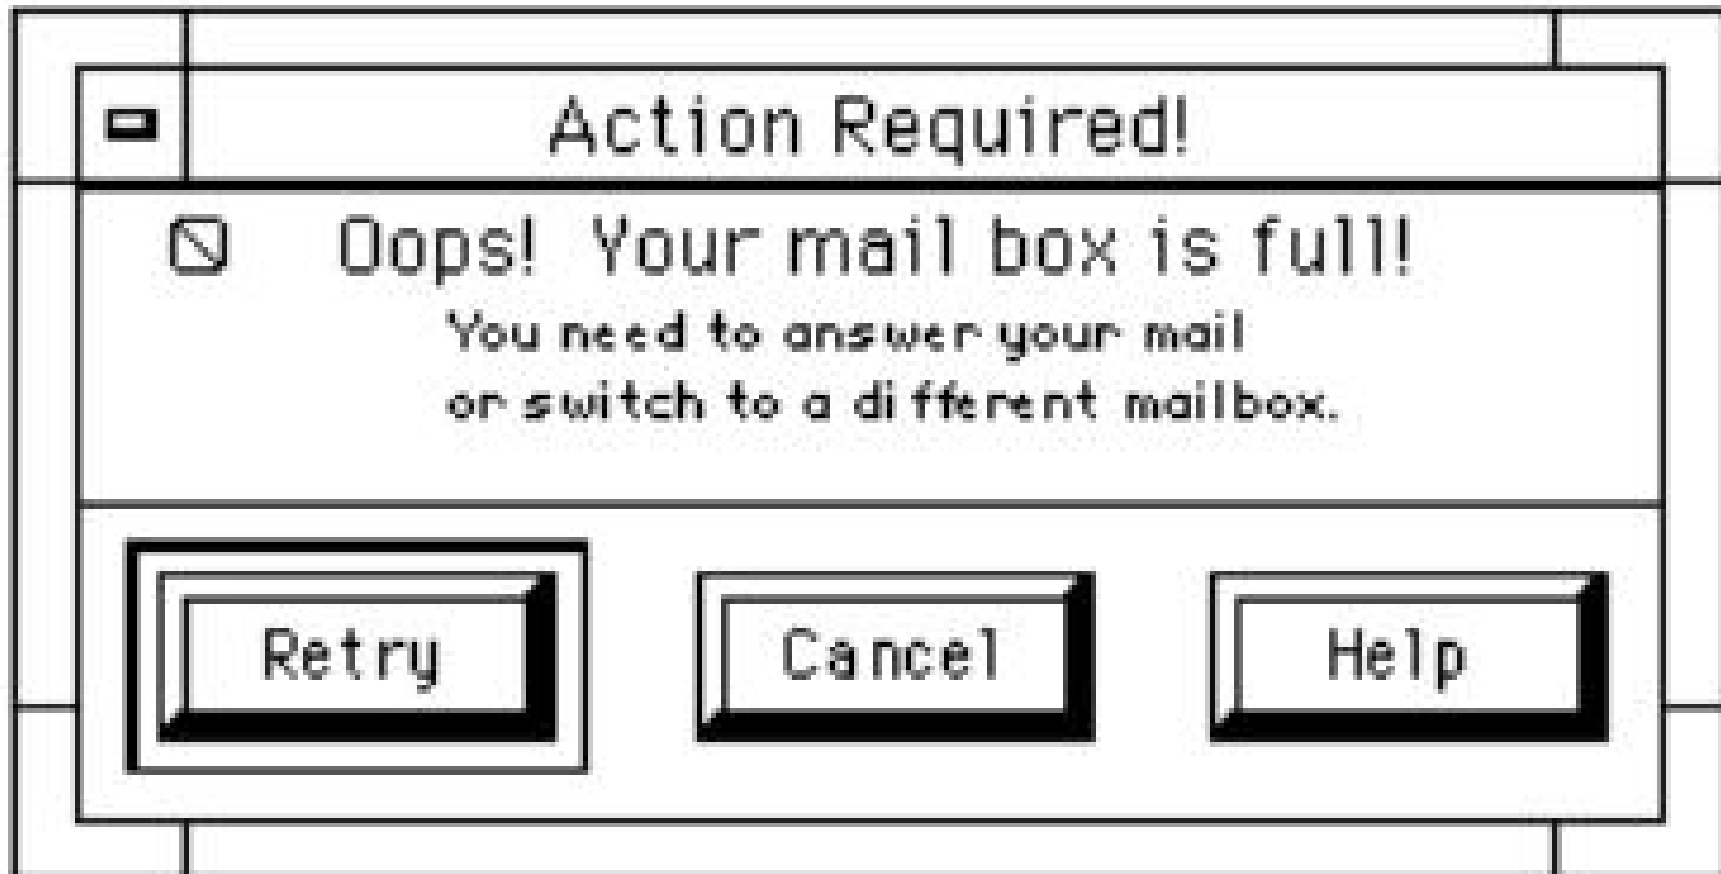 Action Required!
Oops! Your mail box is full!
You need to answer your mail
or switch to a different mailbox.
Retry Cancel Help